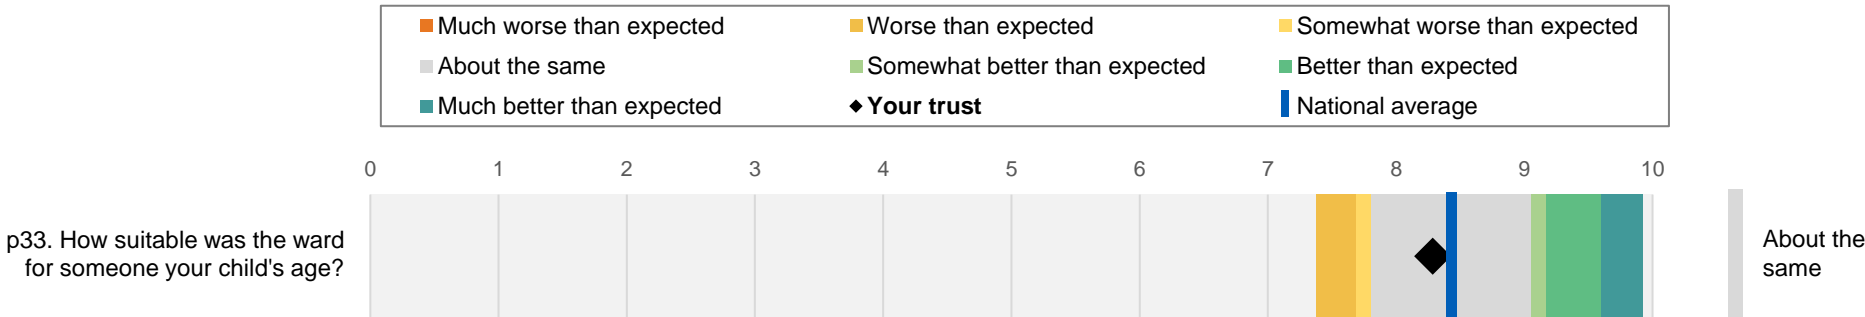 Much worse than expected
Worse than expected
Somewhat worse than expected
About the same
Somewhat better than expected
Better than expected
Much better than expected
Your trust
National average
0 1 2 3 4 5 6 7 8 9 10
p33. How suitable was the ward
for someone your child's age?
About the
same